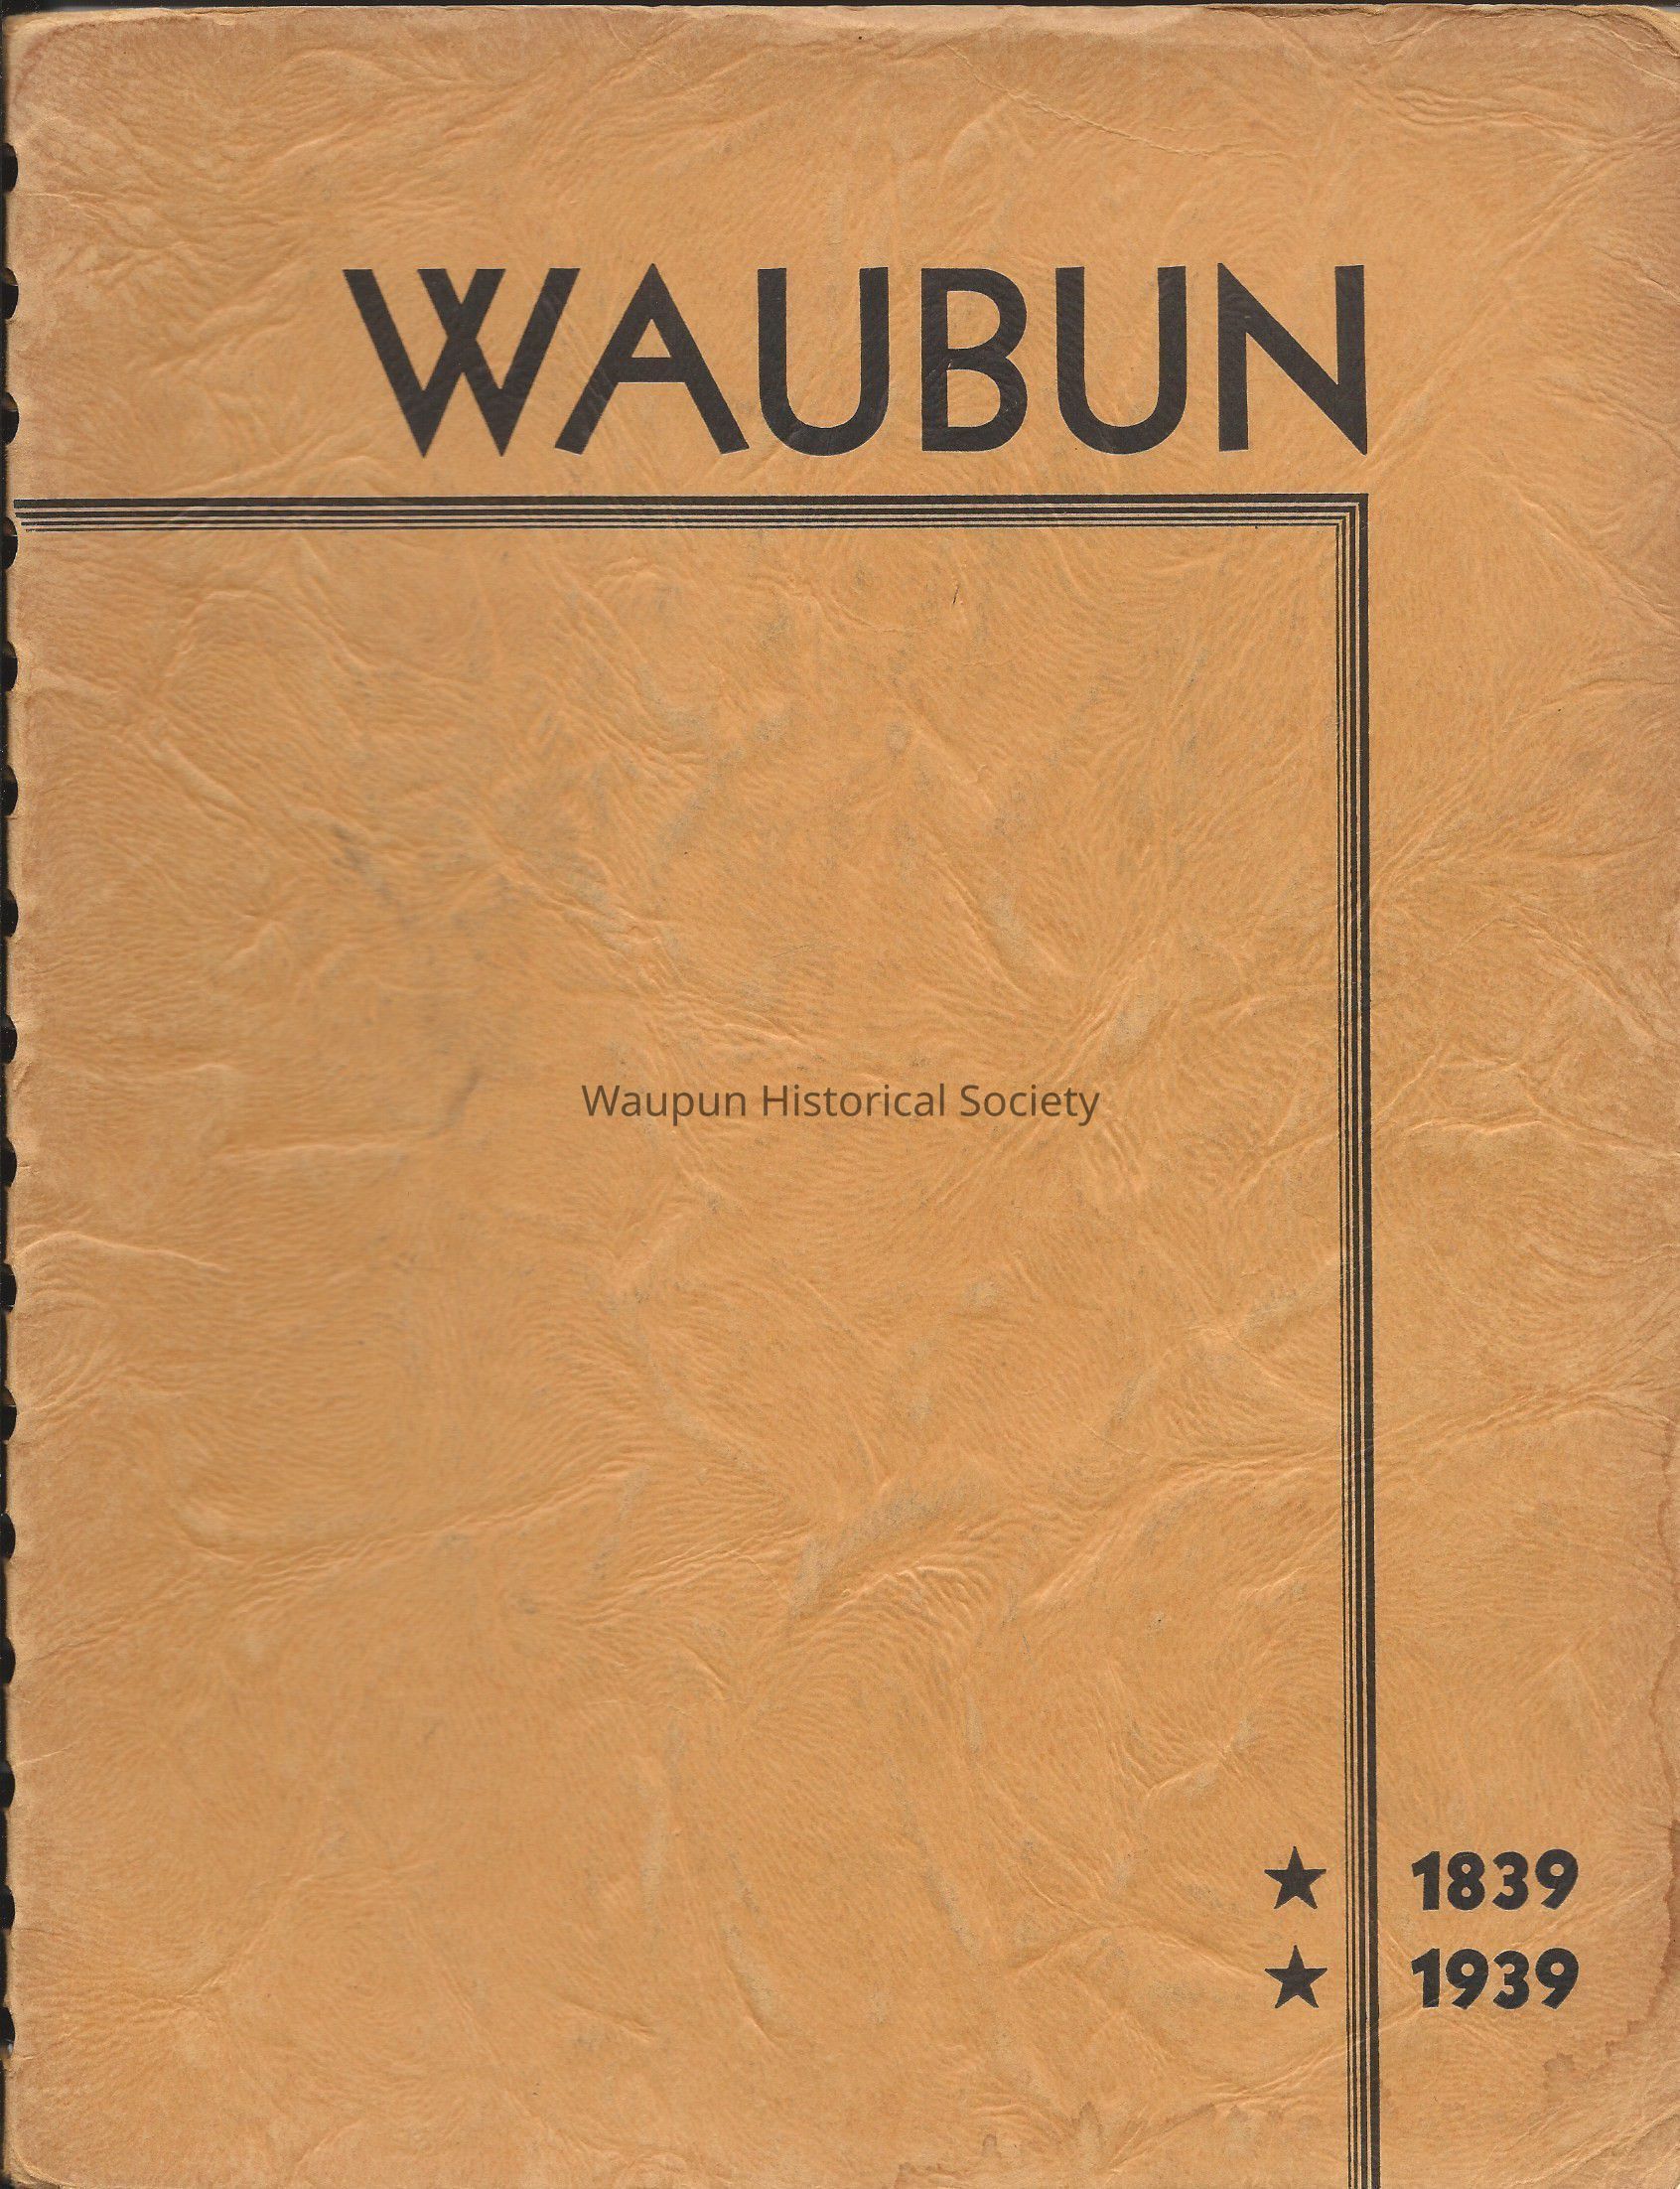 WAUBUN
Waupun Historical Society
★ 1839
★ 1939